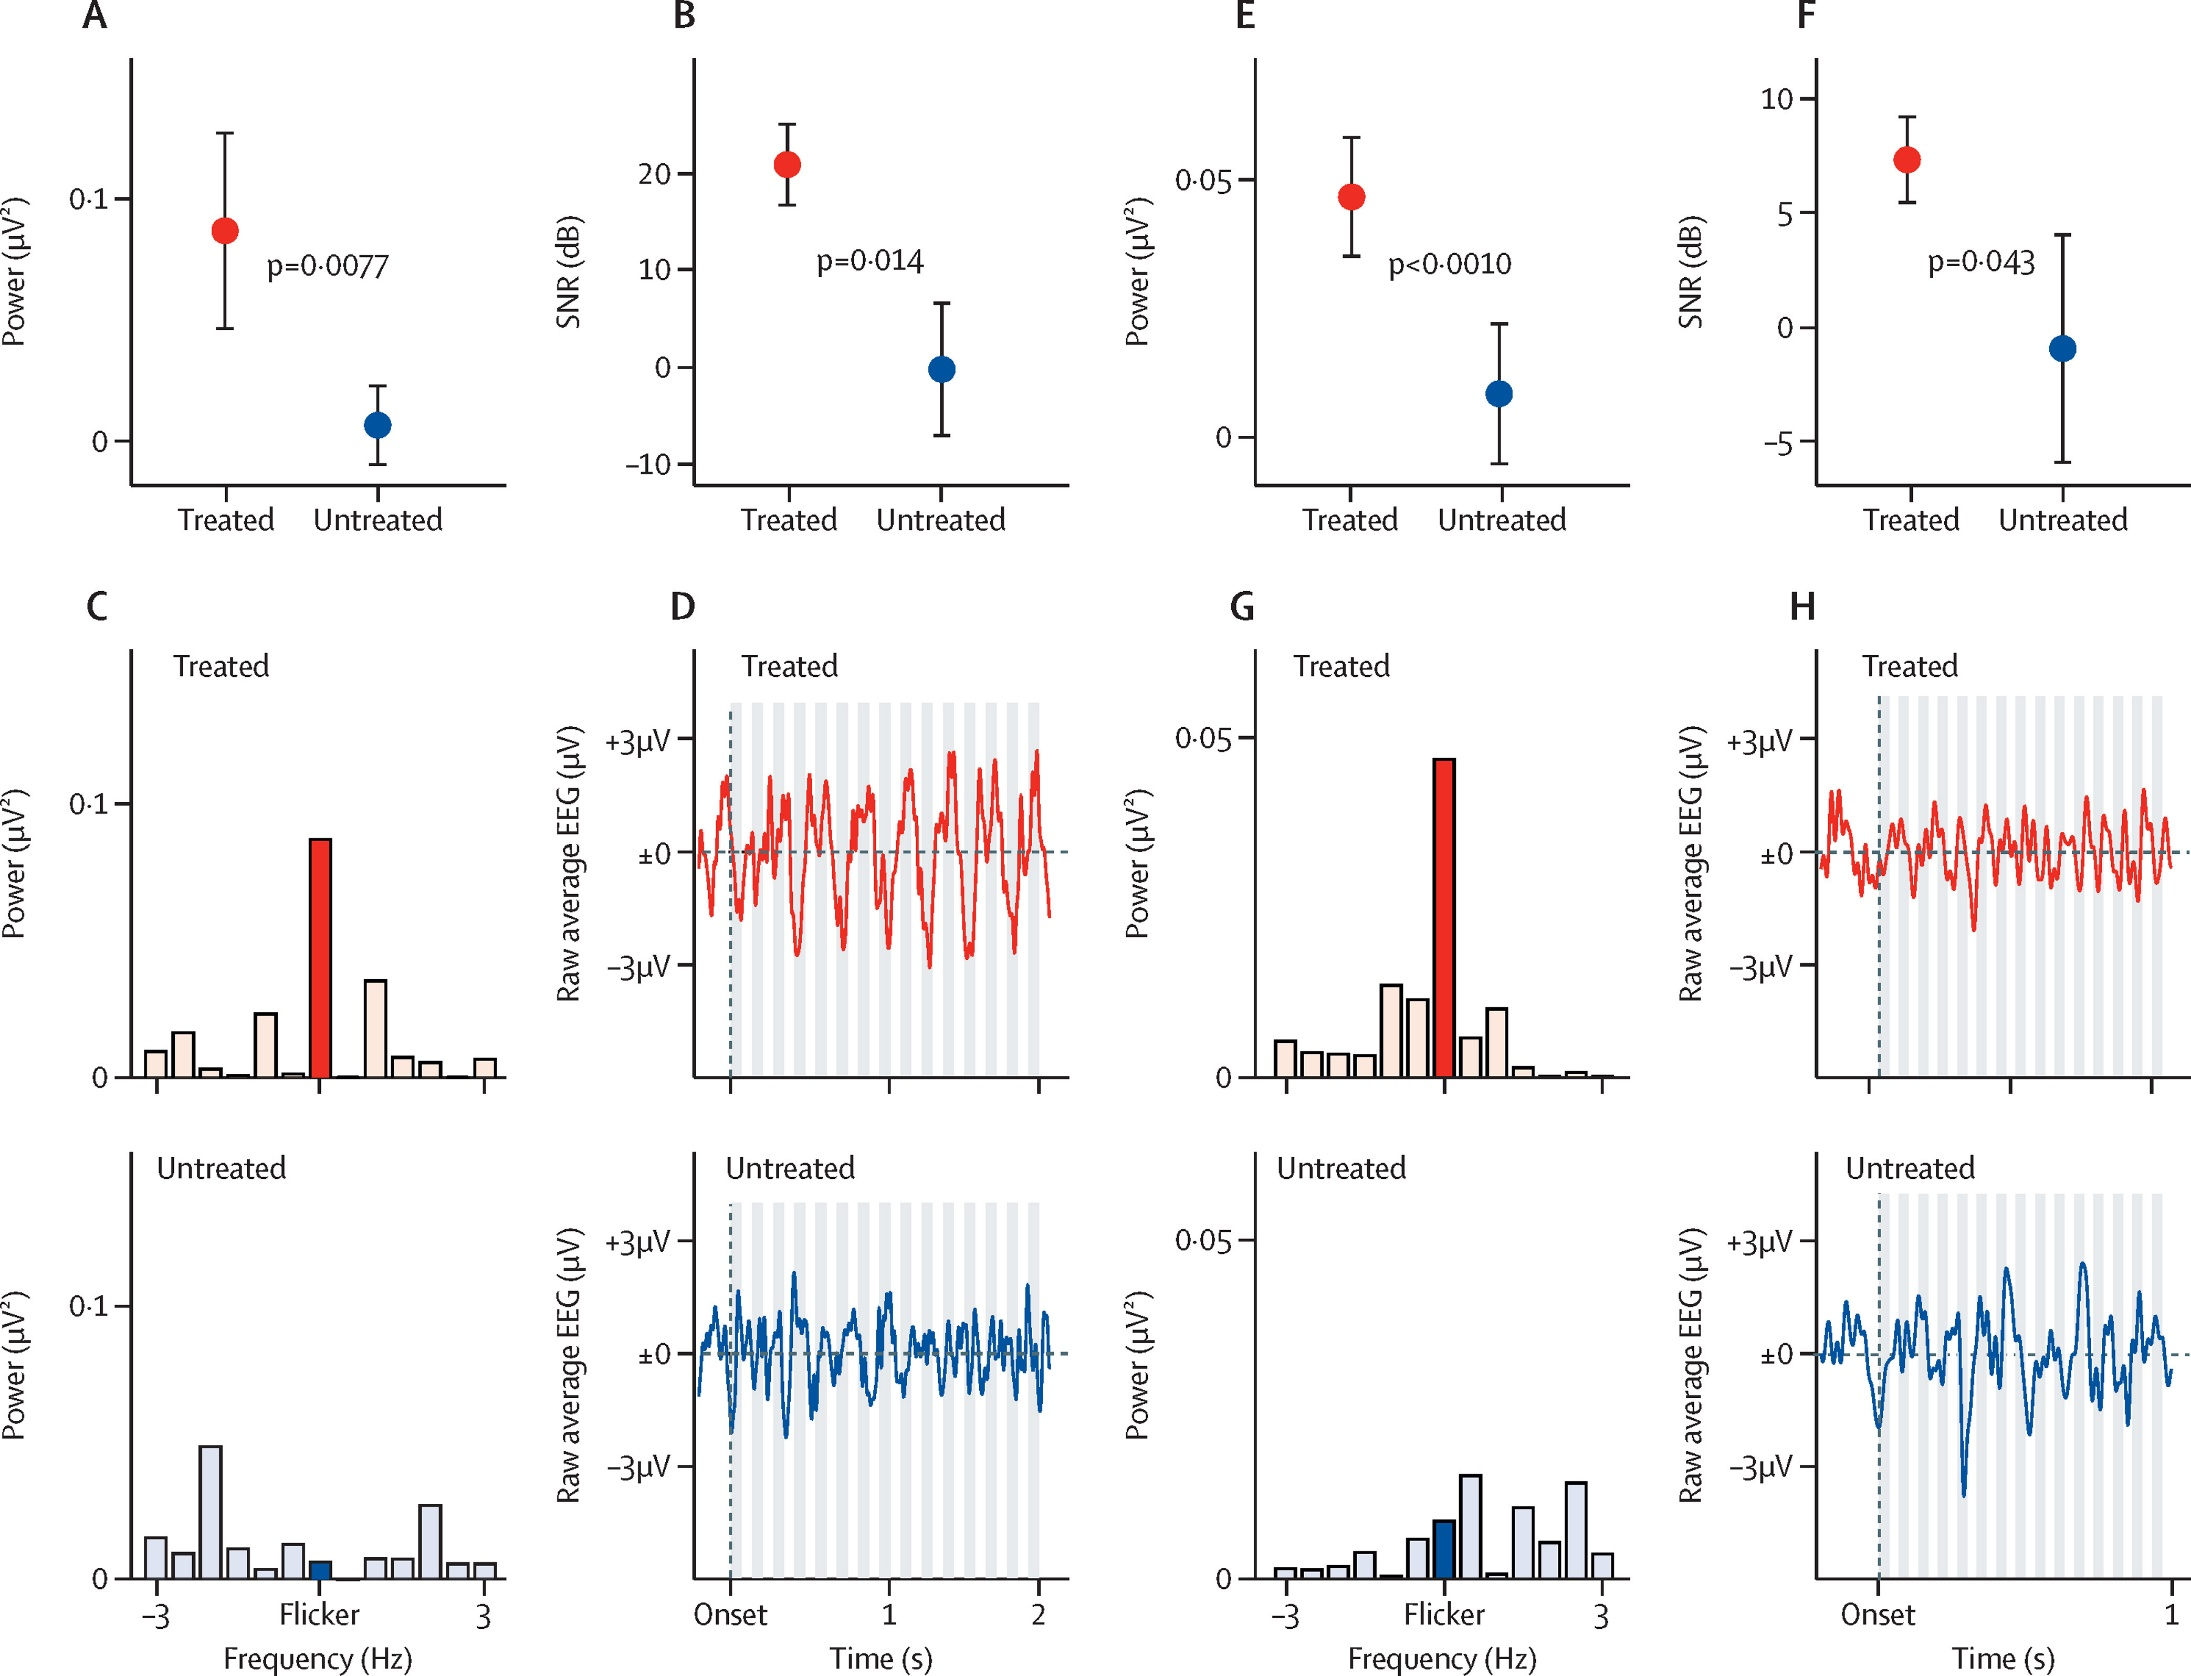 A
Power (µV²)
0·1
0
p=0·0077
Treated Untreated
B
SNR (dB)
20
10
0
−10
p=0·014
Treated Untreated
E
Power (µV²)
0·05
0
p<0·0010
Treated Untreated
F
SNR (dB)
10
5
0
−5
p=0·043
Treated Untreated
C
Treated
Power (µV²)
0·1
0
Untreated
Power (µV²)
0·1
0
−3 Flicker 3
Frequency (Hz)
D
Treated
Raw average EEG (µV)
+3µV
±0
−3µV
Untreated
Raw average EEG (µV)
+3µV
±0
−3µV
Onset 1 2
Time (s)
G
Treated
Power (µV²)
0·05
0
Untreated
Power (µV²)
0·05
0
−3 Flicker 3
Frequency (Hz)
H
Treated
Raw average EEG (µV)
+3µV
±0
−3µV
Untreated
Raw average EEG (µV)
+3µV
±0
−3µV
Onset 1
Time (s)